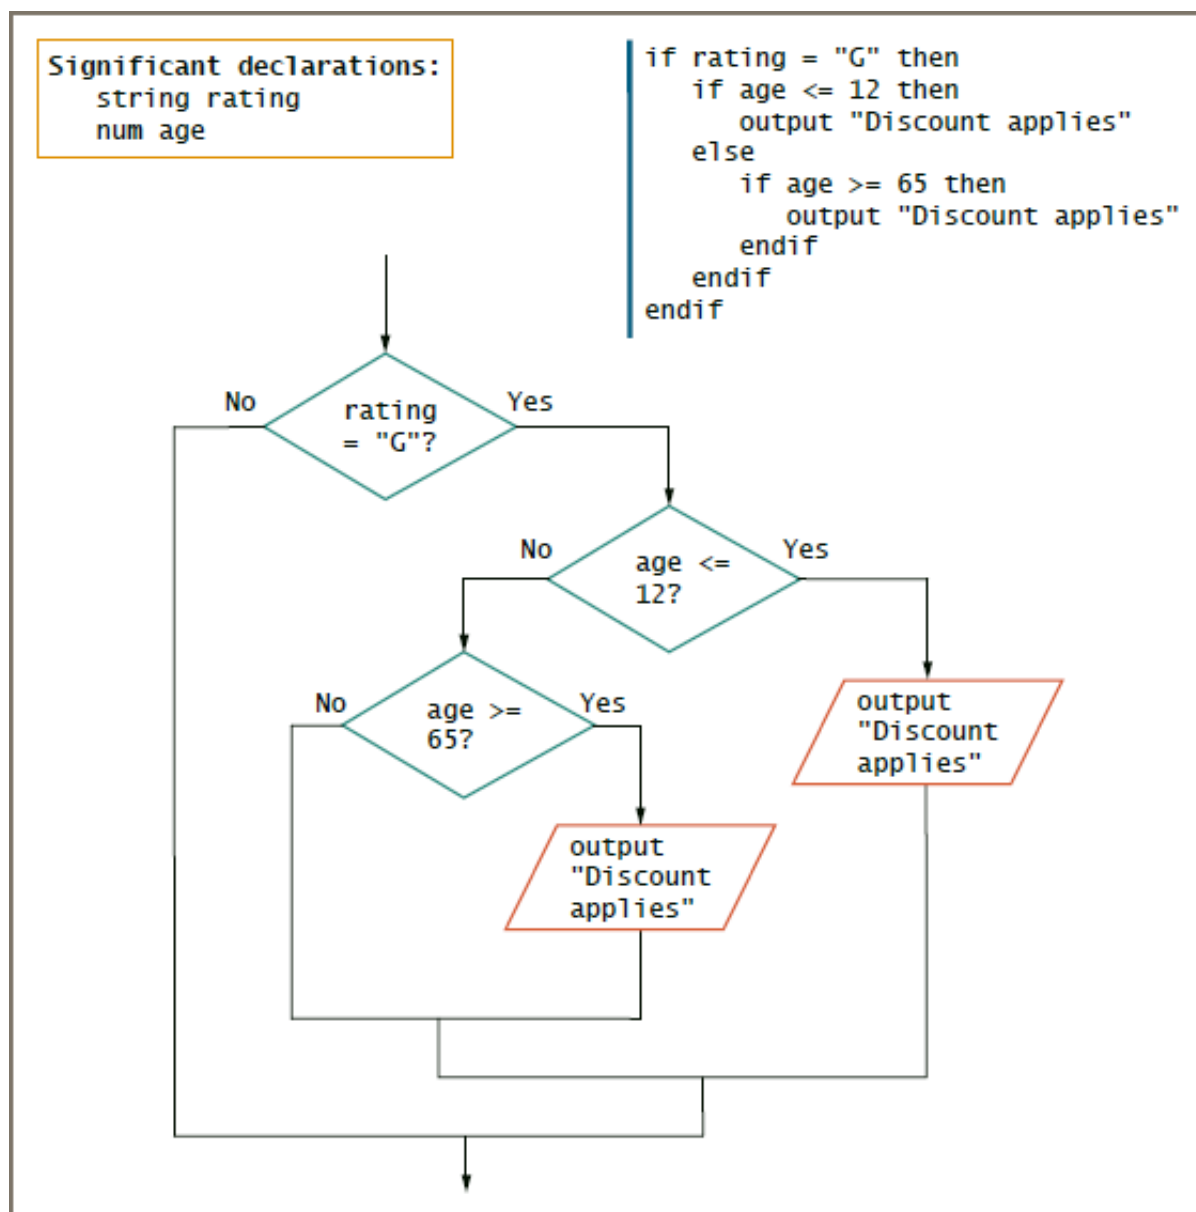 Significant declarations:
string rating
num age
if rating = "G" then
if age <= 12 then
output "Discount applies"
else
if age >= 65 then
output "Discount applies"
endif
endif
endif
No
Yes
rating
= "G"?
No
Yes
age <=
12?
No
Yes
age >=
65?
output
"Discount
applies"
output
"Discount
applies"